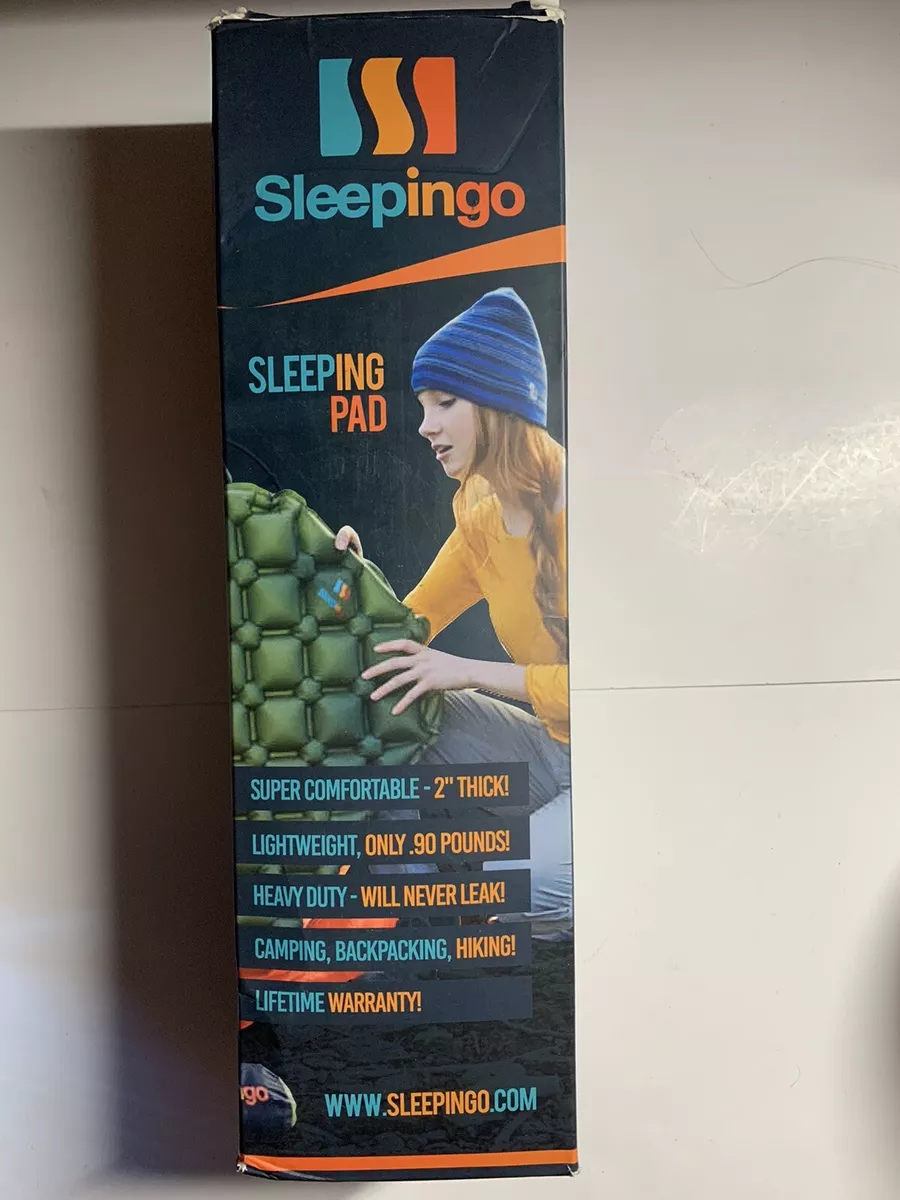 Sleepingo
SLEEPING
PAD
SUPER COMFORTABLE - 2" THICK!
LIGHTWEIGHT, ONLY .90 POUNDS!
HEAVY DUTY - WILL NEVER LEAK!
CAMPING, BACKPACKING, HIKING!
LIFETIME WARRANTY!
go
WWW.SLEEPINGO.COM